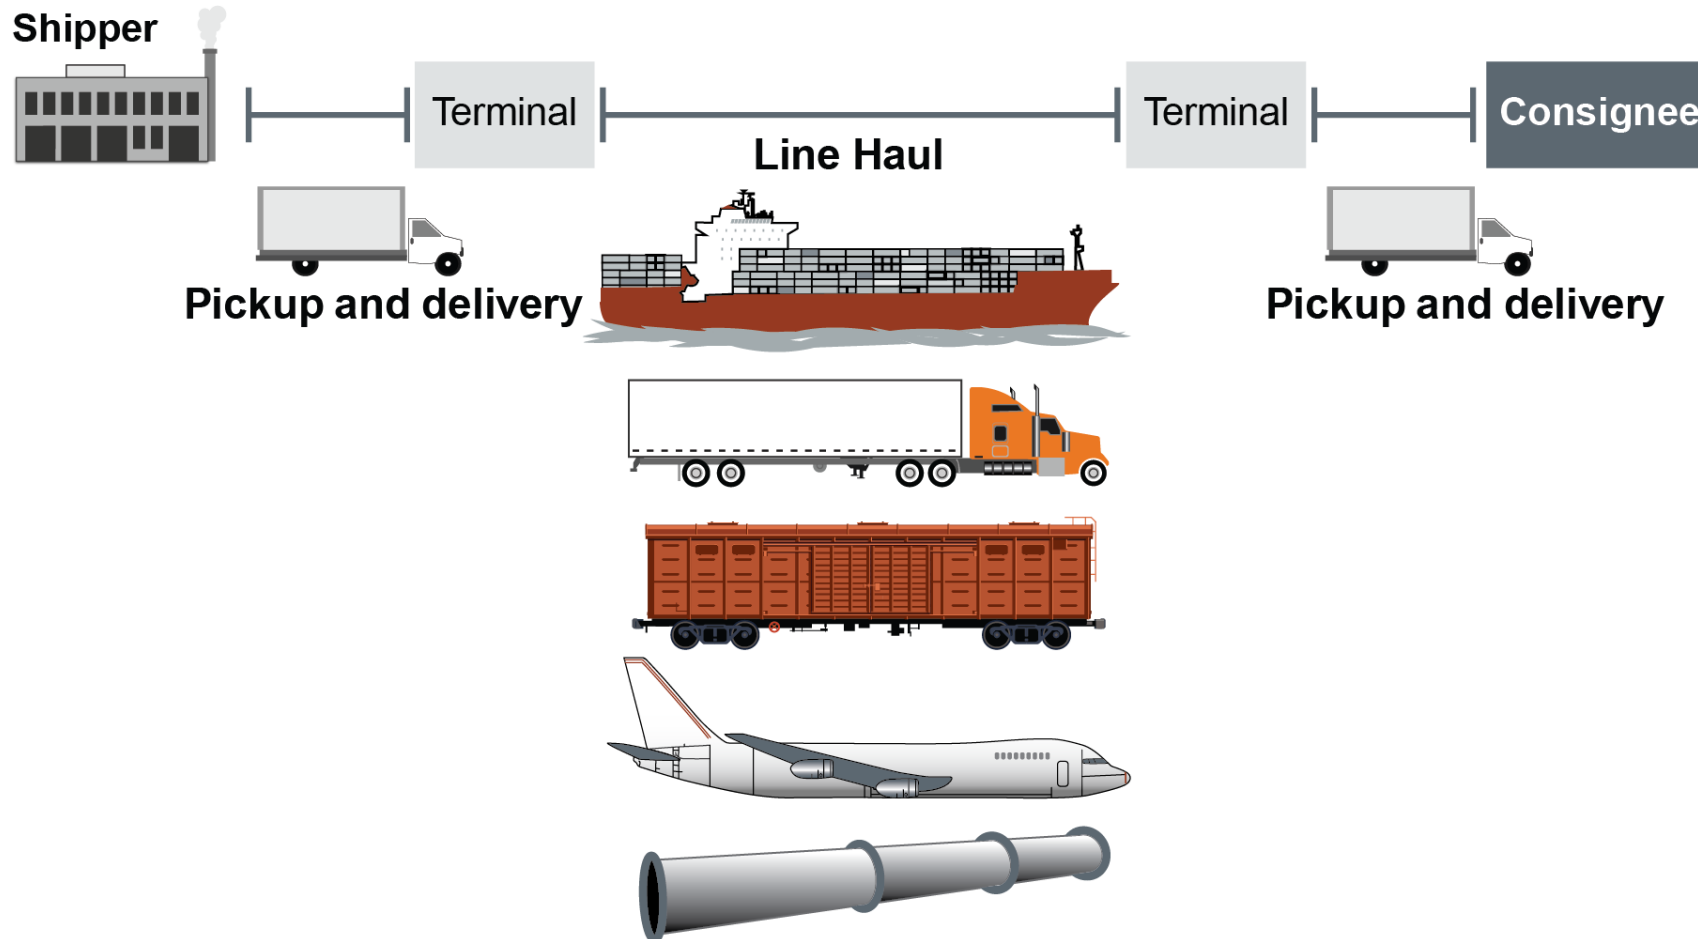 Shipper
Terminal
Terminal
Consignee
Line Haul
Pickup and delivery
Pickup and delivery